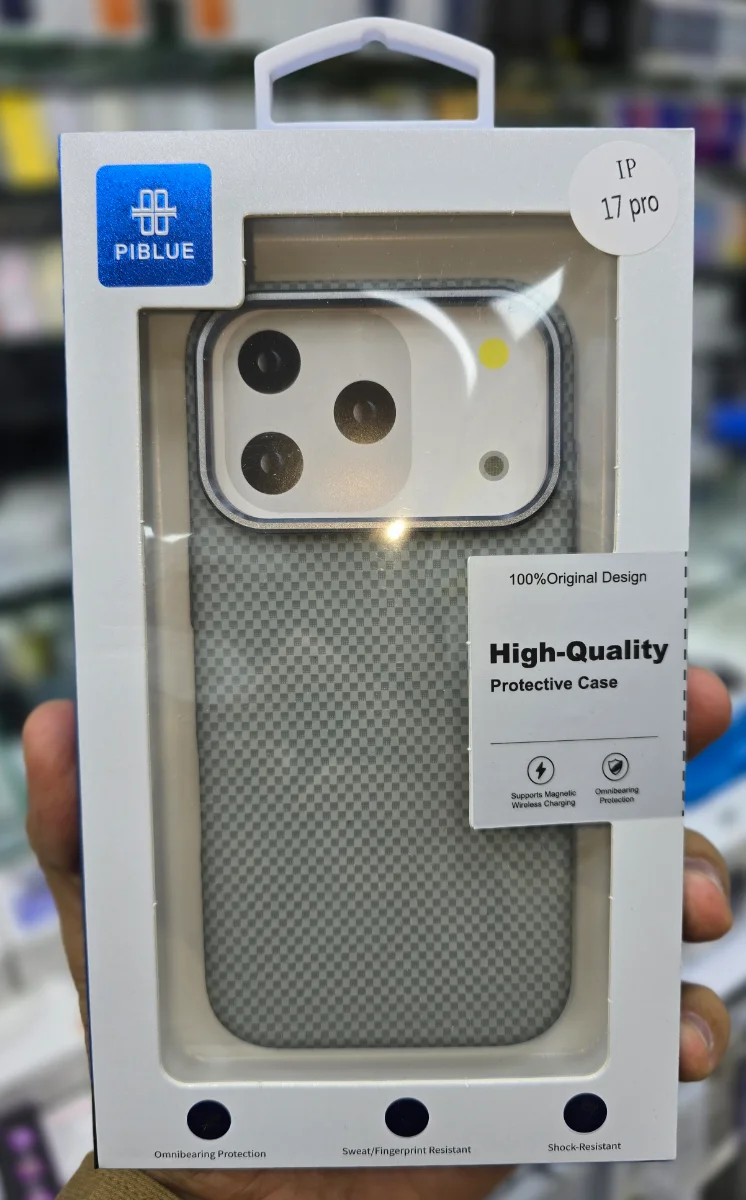 PIBLUE
IP
17 pro
100%Original Design
High-Quality
Protective Case
Supports Magnetic
Wireless Charging
Omnibearing
Protection
Omnibearing Protection
Sweat/Fingerprint Resistant
Shock-Resistant